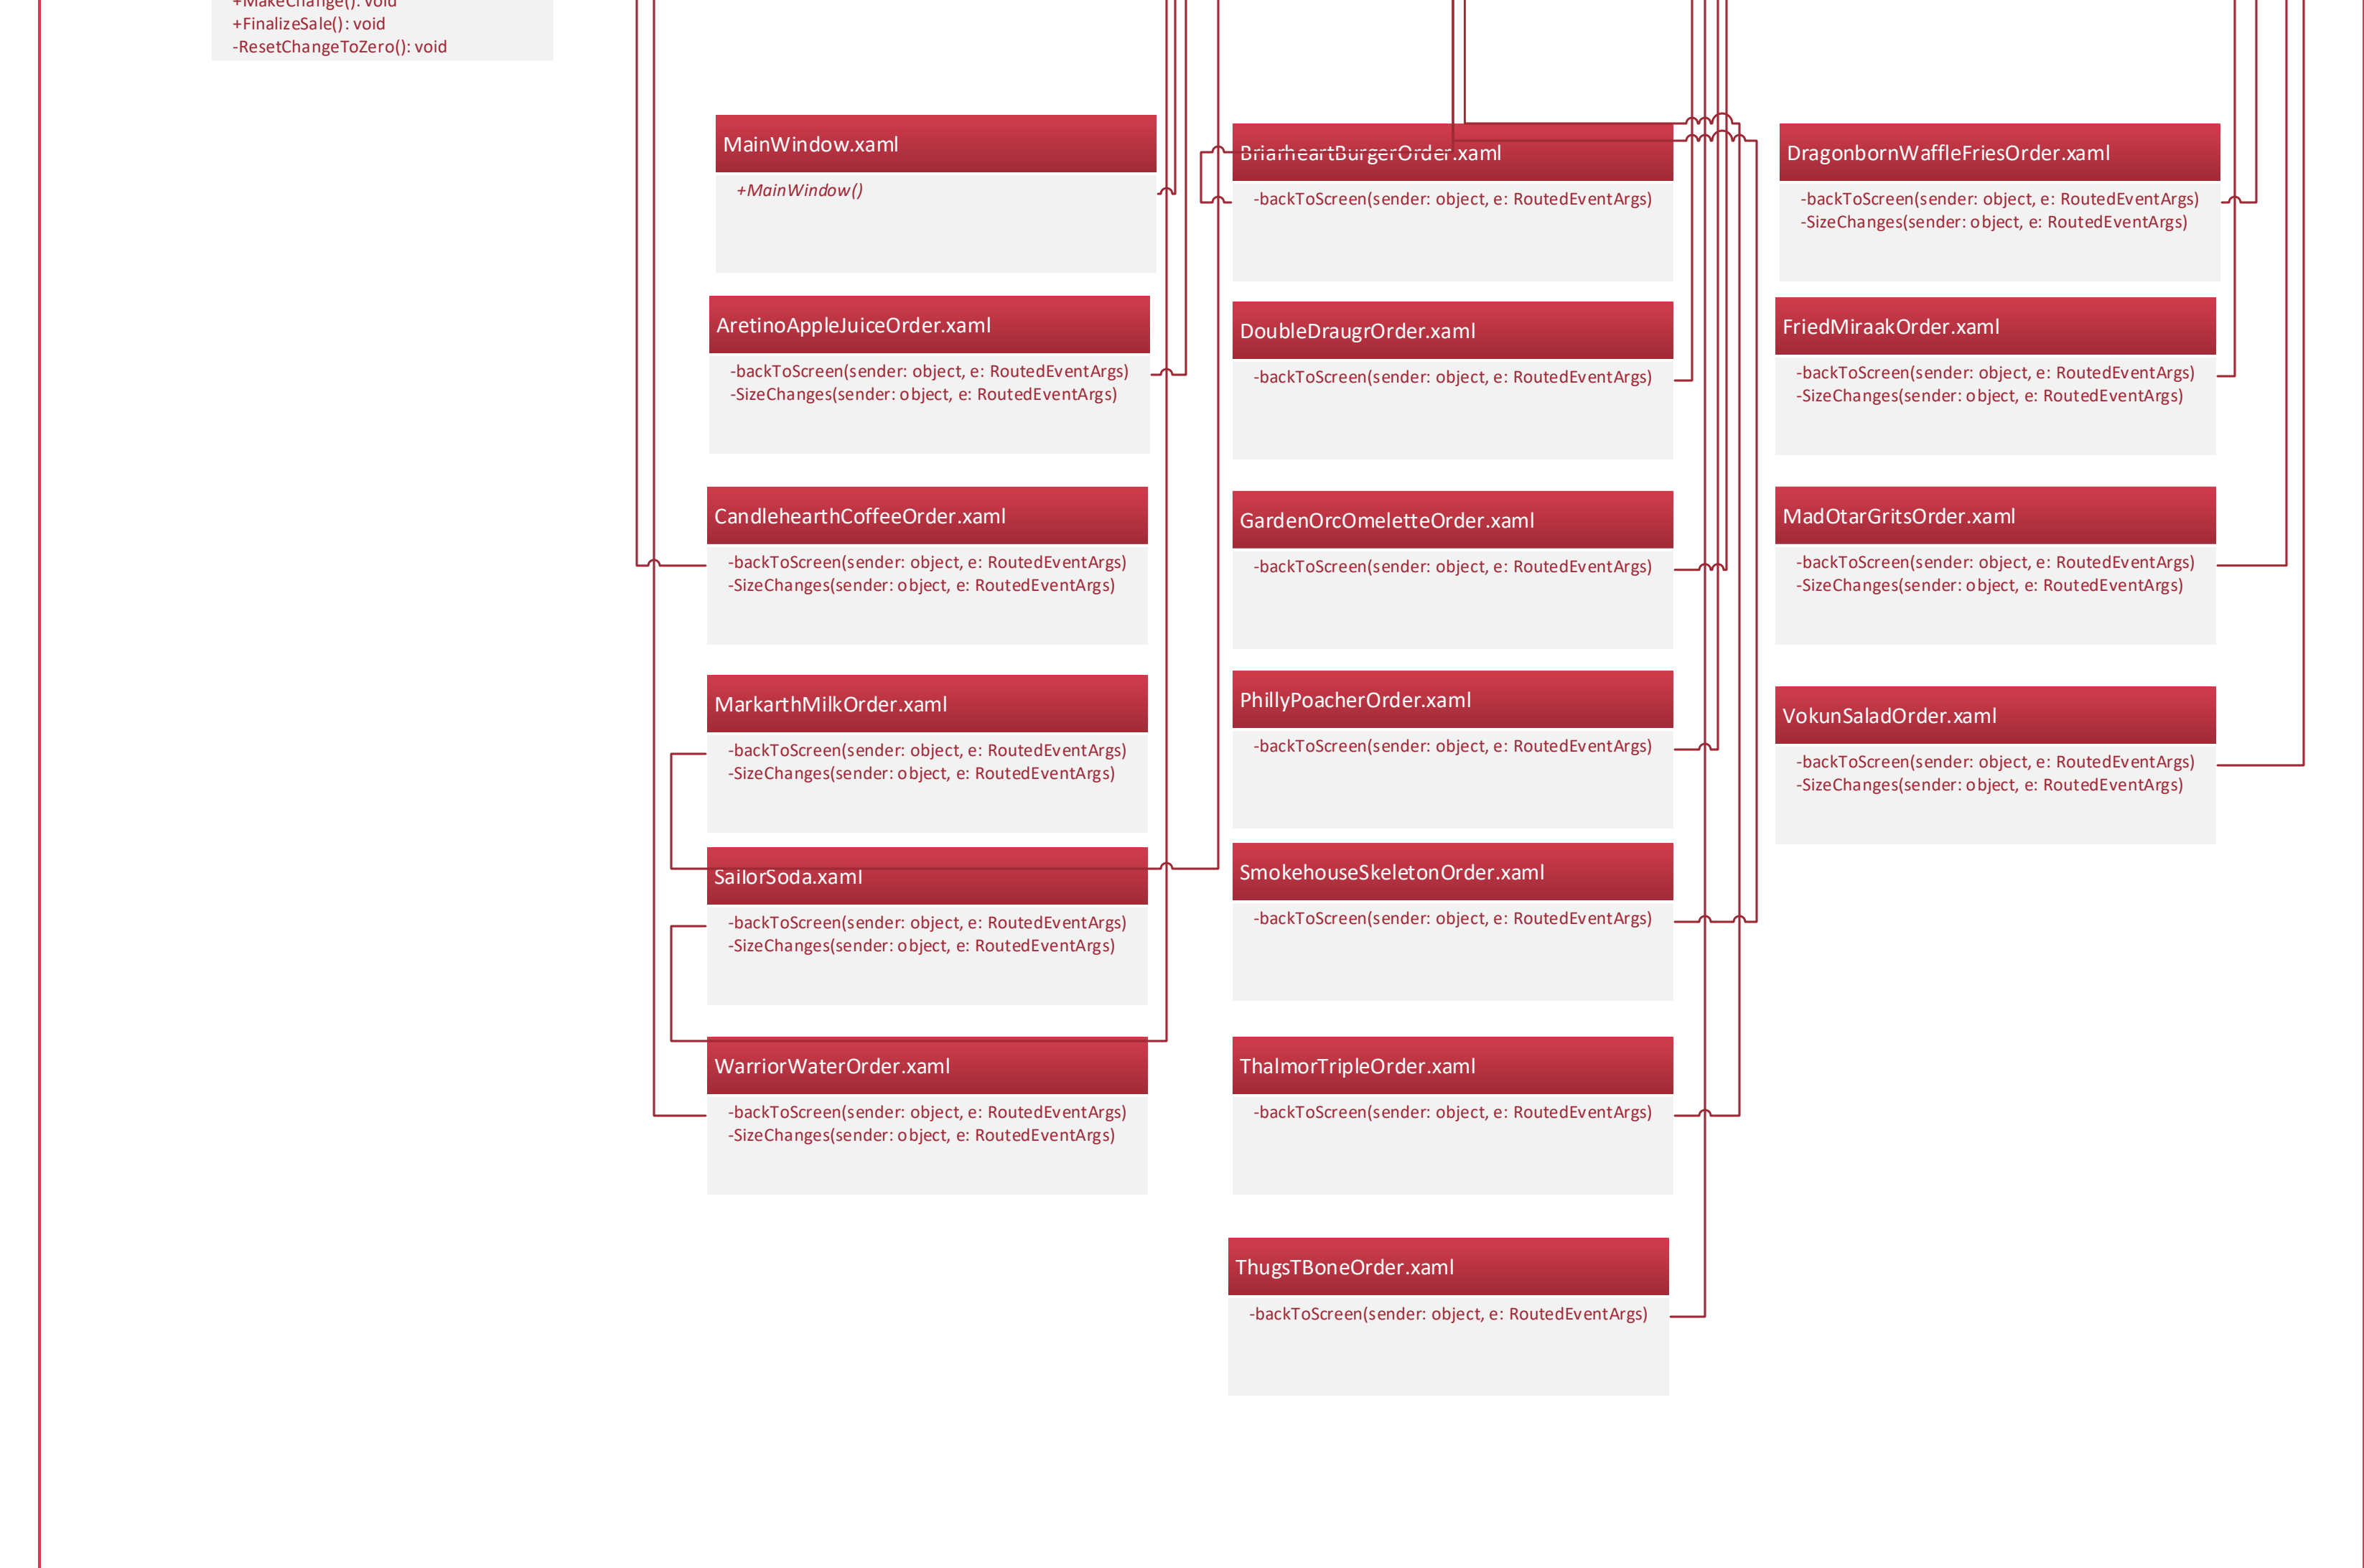 +MakeChange(): void
+FinalizeSale(): void
-ResetChangeToZero(): void
MainWindow.xaml
+MainWindow()
AretinoAppleJuiceOrder.xaml
-backToScreen(sender: object, e: RoutedEventArgs)
-SizeChanges(sender: object, e: RoutedEventArgs)
CandlehearthCoffeeOrder.xaml
-backToScreen(sender: object, e: RoutedEventArgs)
-SizeChanges(sender: object, e: RoutedEventArgs)
MarkarthMilkOrder.xaml
-backToScreen(sender: object, e: RoutedEventArgs)
-SizeChanges(sender: object, e: RoutedEventArgs)
SailorSoda.xaml
-backToScreen(sender: object, e: RoutedEventArgs)
-SizeChanges(sender: object, e: RoutedEventArgs)
WarriorWaterOrder.xaml
-backToScreen(sender: object, e: RoutedEventArgs)
-SizeChanges(sender: object, e: RoutedEventArgs)
BriarheartBurgerOrder.xaml
-backToScreen(sender: object, e: RoutedEventArgs)
DoubleDraugrOrder.xaml
-backToScreen(sender: object, e: RoutedEventArgs)
GardenOrcOmeletteOrder.xaml
-backToScreen(sender: object, e: RoutedEventArgs)
PhillyPoacherOrder.xaml
-backToScreen(sender: object, e: RoutedEventArgs)
SmokehouseSkeletonOrder.xaml
-backToScreen(sender: object, e: RoutedEventArgs)
ThalmorTripleOrder.xaml
-backToScreen(sender: object, e: RoutedEventArgs)
ThugsTBoneOrder.xaml
-backToScreen(sender: object, e: RoutedEventArgs)
DragonbornWaffleFriesOrder.xaml
-backToScreen(sender: object, e: RoutedEventArgs)
-SizeChanges(sender: object, e: RoutedEventArgs)
FriedMiraakOrder.xaml
-backToScreen(sender: object, e: RoutedEventArgs)
-SizeChanges(sender: object, e: RoutedEventArgs)
MadOtarGritsOrder.xaml
-backToScreen(sender: object, e: RoutedEventArgs)
-SizeChanges(sender: object, e: RoutedEventArgs)
VokunSaladOrder.xaml
-backToScreen(sender: object, e: RoutedEventArgs)
-SizeChanges(sender: object, e: RoutedEventArgs)